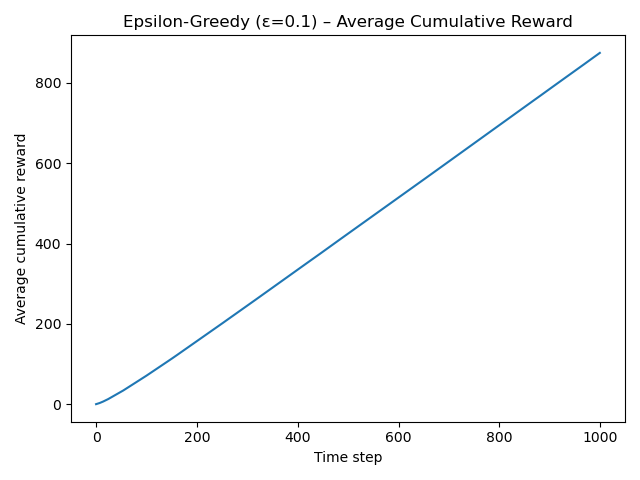 Epsilon-Greedy (ε=0.1) – Average Cumulative Reward
Average cumulative reward
800
600
400
200
0
0 200 400 600 800 1000
Time step